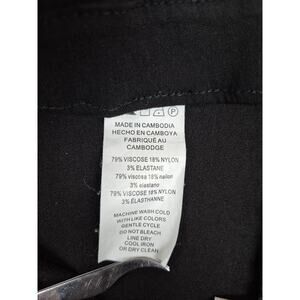 MADE IN CAMBODIA
HECHO EN CAMBOYA
FABRIQUÉ AU
CAMBODGE
79% VISCOSE 18% NYLON
3% ELASTANE
79% viscosa 18% nailon
3% elastano
79% VISCOSE 18% NYLON
3% ÉLASTHANNE
MACHINE WASH COLD
WITH LIKE COLORS
GENTLE CYCLE
DO NOT BLEACH
LINE DRY
COOL IRON
OR DRY CLEAN